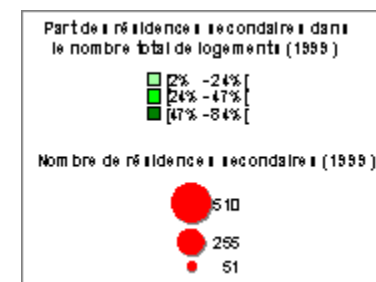 Part des résidences secondaires dans
le nombre total de logements (1999)
[2% - 24%[
[24% - 47%[
[47% - 84%[
Nombre de résidences secondaires (1999)
510
255
51